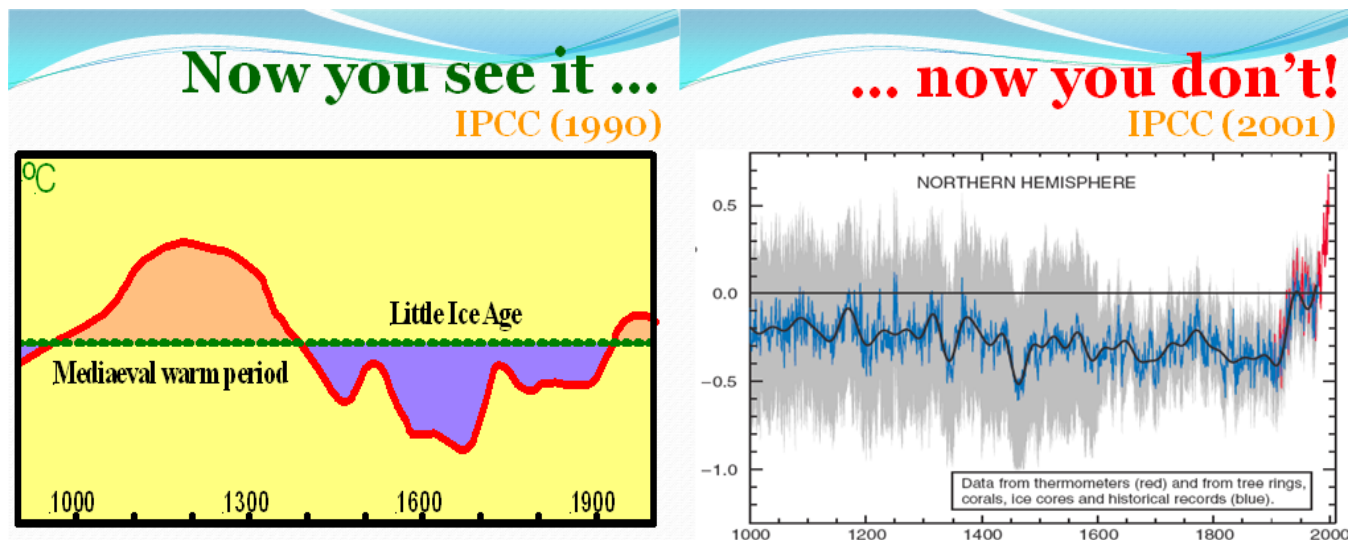 Now you see it ...
IPCC (1990)
ºC
Little Ice Age
Mediaeval warm period
1000 1300 1600 1900
... now you don't!
IPCC (2001)
NORTHERN HEMISPHERE
0.5
0.0
−0.5
−1.0
Data from thermometers (red) and from tree rings,
corals, ice cores and historical records (blue).
1000 1200 1400 1600 1800 2000